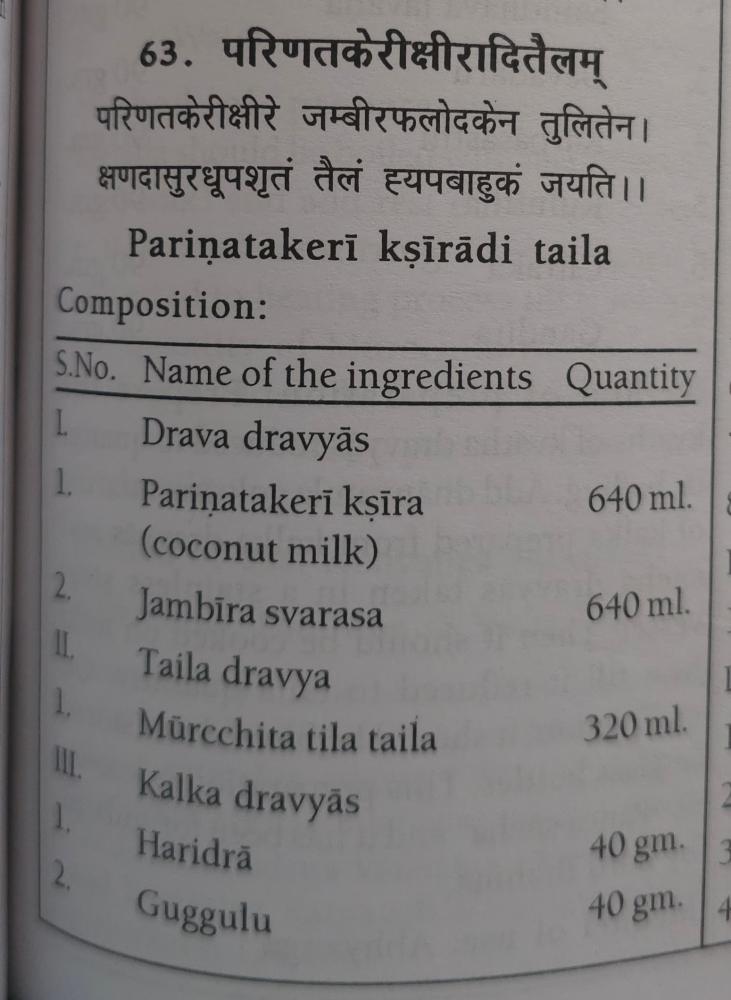 63. परिणतकेरीक्षीरादितैलम्
परिणतकेरीक्षीरे जम्बीरफलोदकेन तुलितेन।
क्षणदासुरधूपशृतं तैलं ह्यपबाहुकं जयति।।
Pariṇatakerī kṣīrādi taila
Composition:
S.No. Name of the ingredients Quantity
I. Drava dravyās
1. Pariṇatakerī kṣīra 640 ml.
(coconut milk)
2. Jambīra svarasa 640 ml.
II. Taila dravya
1. Mūrcchita tila taila 320 ml.
III. Kalka dravyās
1. Haridrā 40 gm.
2. Guggulu 40 gm.